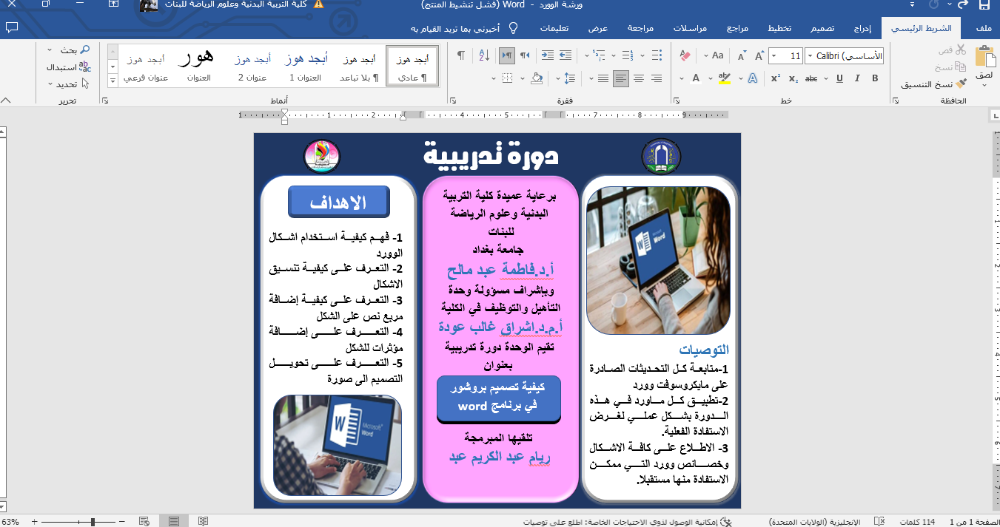 ورشة الوورد - Word (فشل تنشيط المنتج)
كلية التربية البدنية وعلوم الرياضة للبنات
ملف
الشريط الرئيسي
إدراج
تصميم
تخطيط
مراجع
مراسلات
مراجعة
عرض
تعليمات
أخبرني بما تريد القيام به
لصق
قص
نسخ
نسخ التنسيق
الحافظة
Calibri (الأساسي)
11
Aa
خط
فقرة
أبجد هوز
¶ عادي
أبجد هوز
¶ بلا تباعد
أبجد هوز
العنوان 1
أبجد هوز
عنوان 2
هور
العنوان
أبجد هوز
عنوان فرعي
أنماط
بحث
استبدال
تحديد
تحرير
دورة تدريبية
التوصيات
1-متابعة كل التحديثات الصادرة
على مايكروسوفت وورد
2-تطبيق كل ماورد في هذه
الدورة بشكل عملي لغرض
الاستفادة الفعلية.
3- الاطلاع على كافة الاشكال
وخصائص وورد التي ممكن
الاستفادة منها مستقبلا.
برعاية عميدة كلية التربية
البدنية وعلوم الرياضة
للبنات
جامعة بغداد
أ.د.فاطمة عبد مالح
وبإشراف مسؤولة وحدة
التأهيل والتوظيف في الكلية
أ.م.د.اشراق غالب عودة
تقيم الوحدة دورة تدريبية
بعنوان
كيفية تصميم بروشور
في برنامج word
تلقيها المبرمجة
ريام عبد الكريم عبد
الاهداف
1- فهم كيفية استخدام اشكال
الوورد
2- التعرف على كيفية تنسيق
الاشكال
3- التعرف على كيفية إضافة
مربع نص على الشكل
4- التعرف على إضافة
مؤثرات للشكل
5- التعرف على تحويل
التصميم الى صورة
الصفحة 1 من 1
114 كلمات
الإنجليزية (الولايات المتحدة)
إمكانية الوصول لذوي الاحتياجات الخاصة: اطلع على توصيات
63%